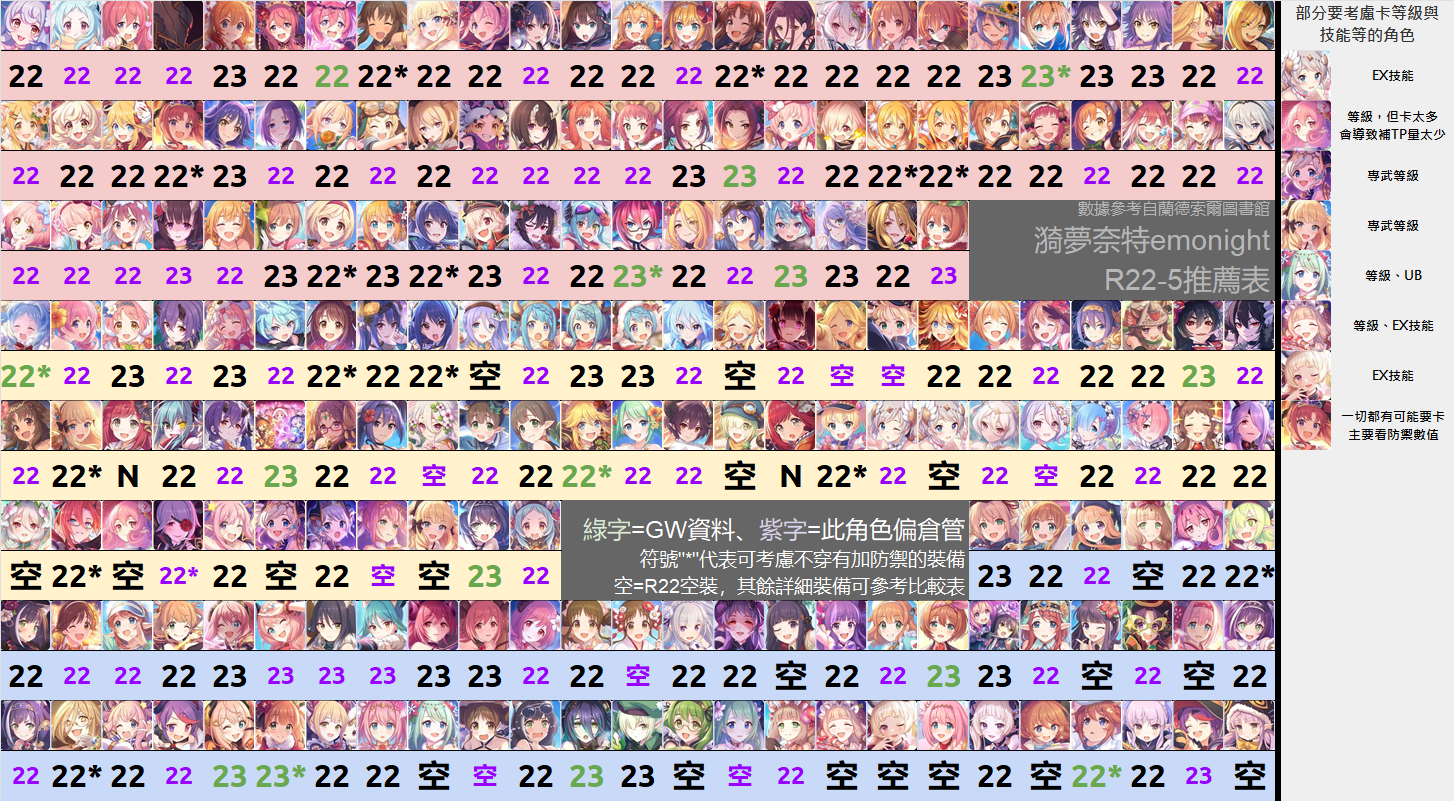 22 22 22 22 23 22 22 22* 22 22 22 22 22 22 22* 22 22 22 22 23 23* 23 23 22 22
22 22 22 22* 23 22 22 22 22 22 22 22 22 23 23 22 22 22* 22* 22 22 22 22 22 22
數據參考自蘭德索爾圖書館
漪夢奈特emonight
R22-5推薦表
22 22 22 23 22 23 22* 23 22* 23 22 22 23* 22 22 23 23 22 23
22* 22 23 22 23 22 22* 22 22* 空 22 23 23 22 空 22 空 空 22 22 22 22 22 23 22
22 22* N 22 22 23 22 22 空 22 22 22* 22 22 空 N 22* 22 空 22 空 22 22 22 22
綠字=GW資料、紫字=此角色偏倉管
符號"*"代表可考慮不穿有加防禦的裝備
空=R22空裝，其餘詳細裝備可參考比較表
空 22* 空 22* 22 空 22 空 空 23 22
23 22 22 空 22 22*
22 22 22 22 23 23 23 23 23 23 22 22 空 22 22 空 22 22 23 23 22 空 22 空 22
22 22* 22 22 23 23* 22 22 空 空 22 23 23 空 空 22 空 空 空 22 空 22* 22 23 空
部分要考慮卡等級與
技能等的角色
EX技能
等級，但卡太多
會導致補TP量太少
專武等級
專武等級
等級、UB
等級、EX技能
EX技能
一切都有可能要卡
主要看防禦數值